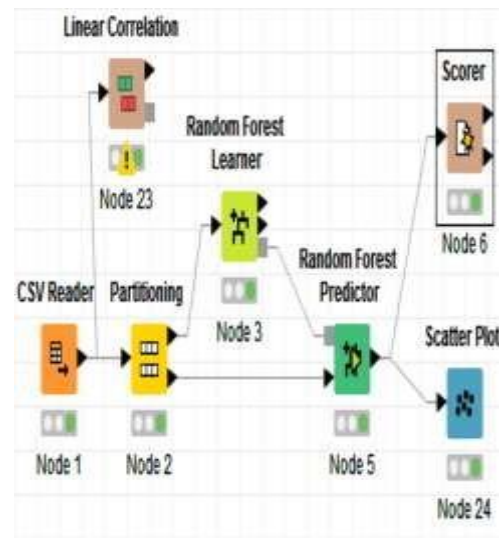 Linear Correlation
Node 23
Random Forest
Learner
Node 3
Scorer
Node 6
CSV Reader
Node 1
Partitioning
Node 2
Random Forest
Predictor
Node 5
Scatter Plot
Node 24